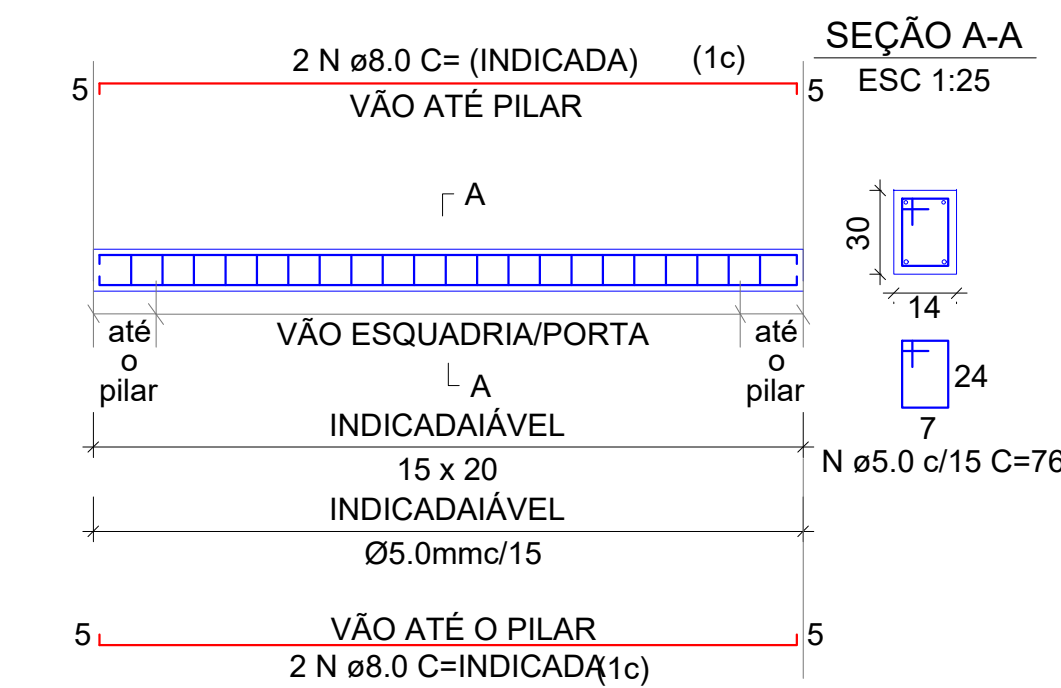 2 N ø8.0 C= (INDICADA) (1c)
5 5
VÃO ATÉ PILAR
SEÇÃO A-A
ESC 1:25
A
30
14
até
o
pilar
VÃO ESQUADRIA/PORTA
até
o
pilar
A
24
7
N ø5.0 c/15 C=76
INDICADAIÁVEL
15 x 20
INDICADAIÁVEL
Ø5.0mmc/15
5 5
VÃO ATÉ O PILAR
2 N ø8.0 C=INDICADA(1c)